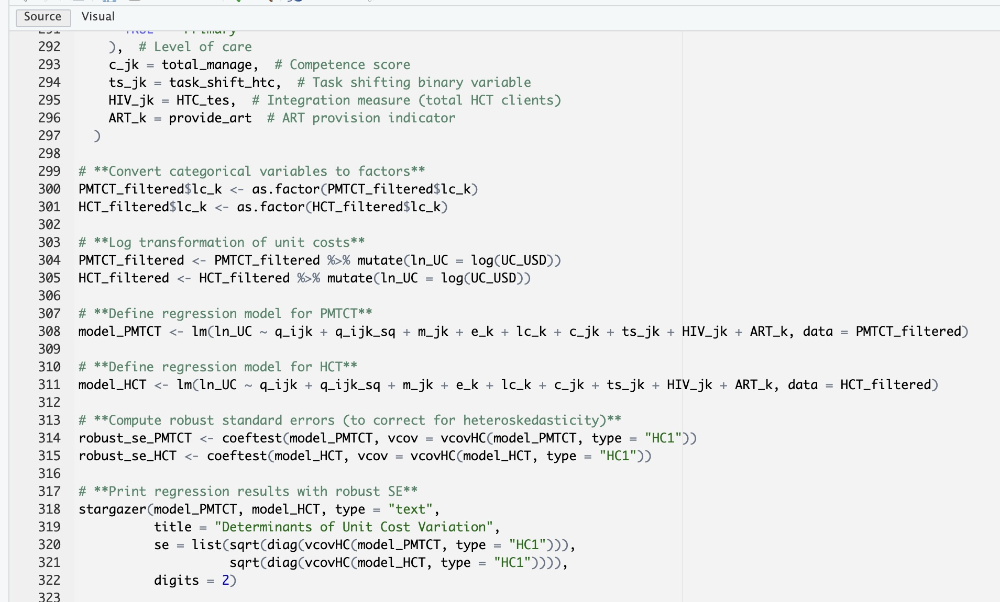 Source Visual
291 TRUE ~ "Primary"
292 ), # Level of care
293 c_jk = total_manage, # Competence score
294 ts_jk = task_shift_htc, # Task shifting binary variable
295 HIV_jk = HTC_tes, # Integration measure (total HCT clients)
296 ART_k = provide_art # ART provision indicator
297 )
298
299 # **Convert categorical variables to factors**
300 PMTCT_filtered$lc_k <- as.factor(PMTCT_filtered$lc_k)
301 HCT_filtered$lc_k <- as.factor(HCT_filtered$lc_k)
302
303 # **Log transformation of unit costs**
304 PMTCT_filtered <- PMTCT_filtered %>% mutate(ln_UC = log(UC_USD))
305 HCT_filtered <- HCT_filtered %>% mutate(ln_UC = log(UC_USD))
306
307 # **Define regression model for PMTCT**
308 model_PMTCT <- lm(ln_UC ~ q_ijk + q_ijk_sq + m_jk + e_k + lc_k + c_jk + ts_jk + HIV_jk + ART_k, data = PMTCT_filtered)
309
310 # **Define regression model for HCT**
311 model_HCT <- lm(ln_UC ~ q_ijk + q_ijk_sq + m_jk + e_k + lc_k + c_jk + ts_jk + HIV_jk + ART_k, data = HCT_filtered)
312
313 # **Compute robust standard errors (to correct for heteroskedasticity)**
314 robust_se_PMTCT <- coeftest(model_PMTCT, vcov = vcovHC(model_PMTCT, type = "HC1"))
315 robust_se_HCT <- coeftest(model_HCT, vcov = vcovHC(model_HCT, type = "HC1"))
316
317 # **Print regression results with robust SE**
318 stargazer(model_PMTCT, model_HCT, type = "text",
319 title = "Determinants of Unit Cost Variation",
320 se = list(sqrt(diag(vcovHC(model_PMTCT, type = "HC1"))),
321 sqrt(diag(vcovHC(model_HCT, type = "HC1")))),
322 digits = 2)
323